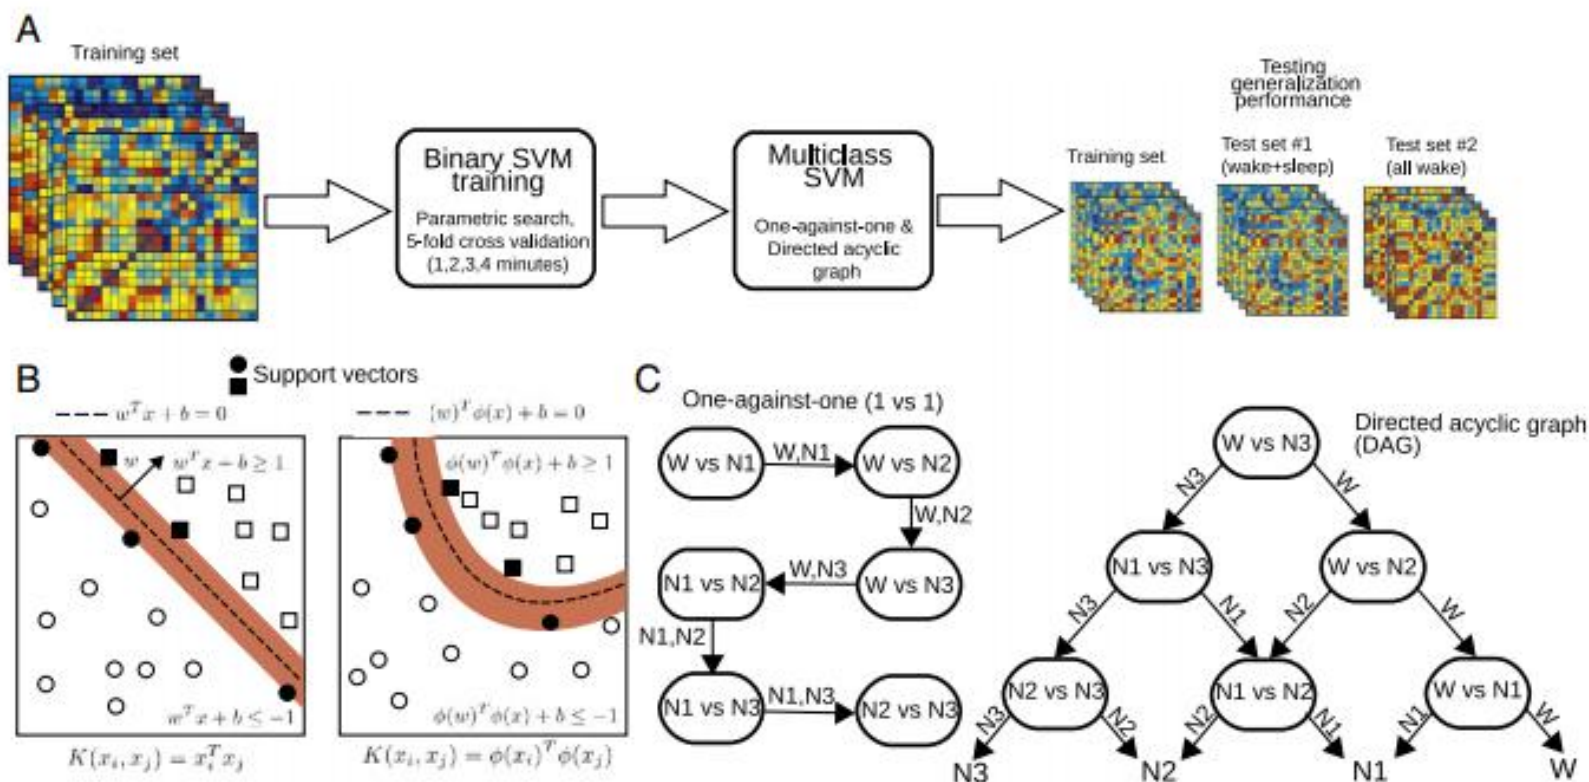 A
Training set
Binary SVM
training
Parametric search,
5-fold cross validation
(1,2,3,4 minutes)
Multiclass
SVM
One-against-one &
Directed acyclic
graph
Testing
generalization
performance
Training set
Test set #1
(wake+sleep)
Test set #2
(all wake)
B
Support vectors
w^T x + b = 0
w
w^T x + b ≥ 1
w^T x + b ≤ −1
K(x_i, x_j) = x_i^T x_j
(w)^T ϕ(x) + b = 0
ϕ(w)^T ϕ(x) + b ≥ 1
ϕ(w)^T ϕ(x) + b ≤ −1
K(x_i, x_j) = ϕ(x_i)^T ϕ(x_j)
C
One-against-one (1 vs 1)
W vs N1
W,N1
W vs N2
W,N2
N1 vs N2
W,N3
W vs N3
N1,N2
N1 vs N3
N1,N3
N2 vs N3
Directed acyclic graph
(DAG)
W vs N3
N3
W
N1 vs N3
W vs N2
N3
N1
N2
W
N2 vs N3
N1 vs N2
W vs N1
N3
N2
N2
N1
N1
W
N3
N2
N1
W